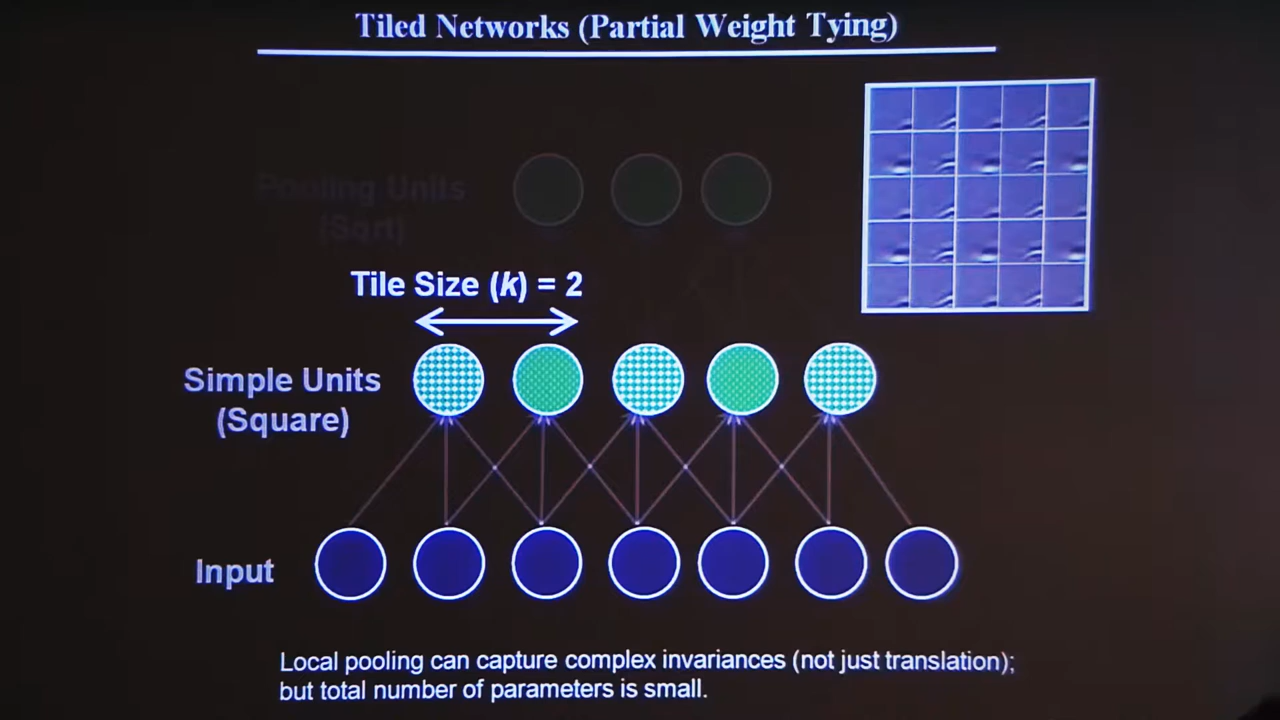 Tiled Networks (Partial Weight Tying)
Pooling Units
(Sqrt)
Tile Size (k) = 2
Simple Units
(Square)
Input
Local pooling can capture complex invariances (not just translation);
but total number of parameters is small.